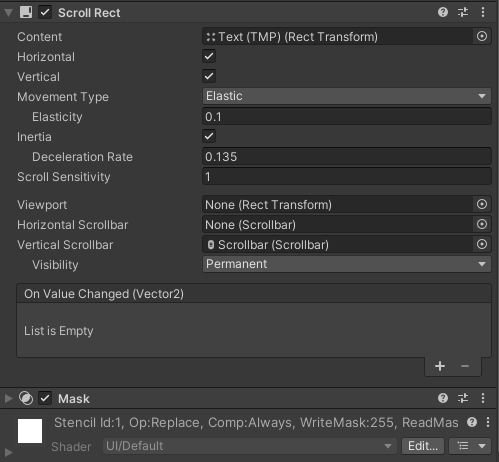 Scroll Rect
Content Text (TMP) (Rect Transform)
Horizontal
Vertical
Movement Type Elastic
Elasticity 0.1
Inertia
Deceleration Rate 0.135
Scroll Sensitivity 1
Viewport None (Rect Transform)
Horizontal Scrollbar None (Scrollbar)
Vertical Scrollbar Scrollbar (Scrollbar)
Visibility Permanent
On Value Changed (Vector2)
List is Empty
+ −
Mask
Stencil Id:1, Op:Replace, Comp:Always, WriteMask:255, ReadMas
Shader UI/Default Edit...